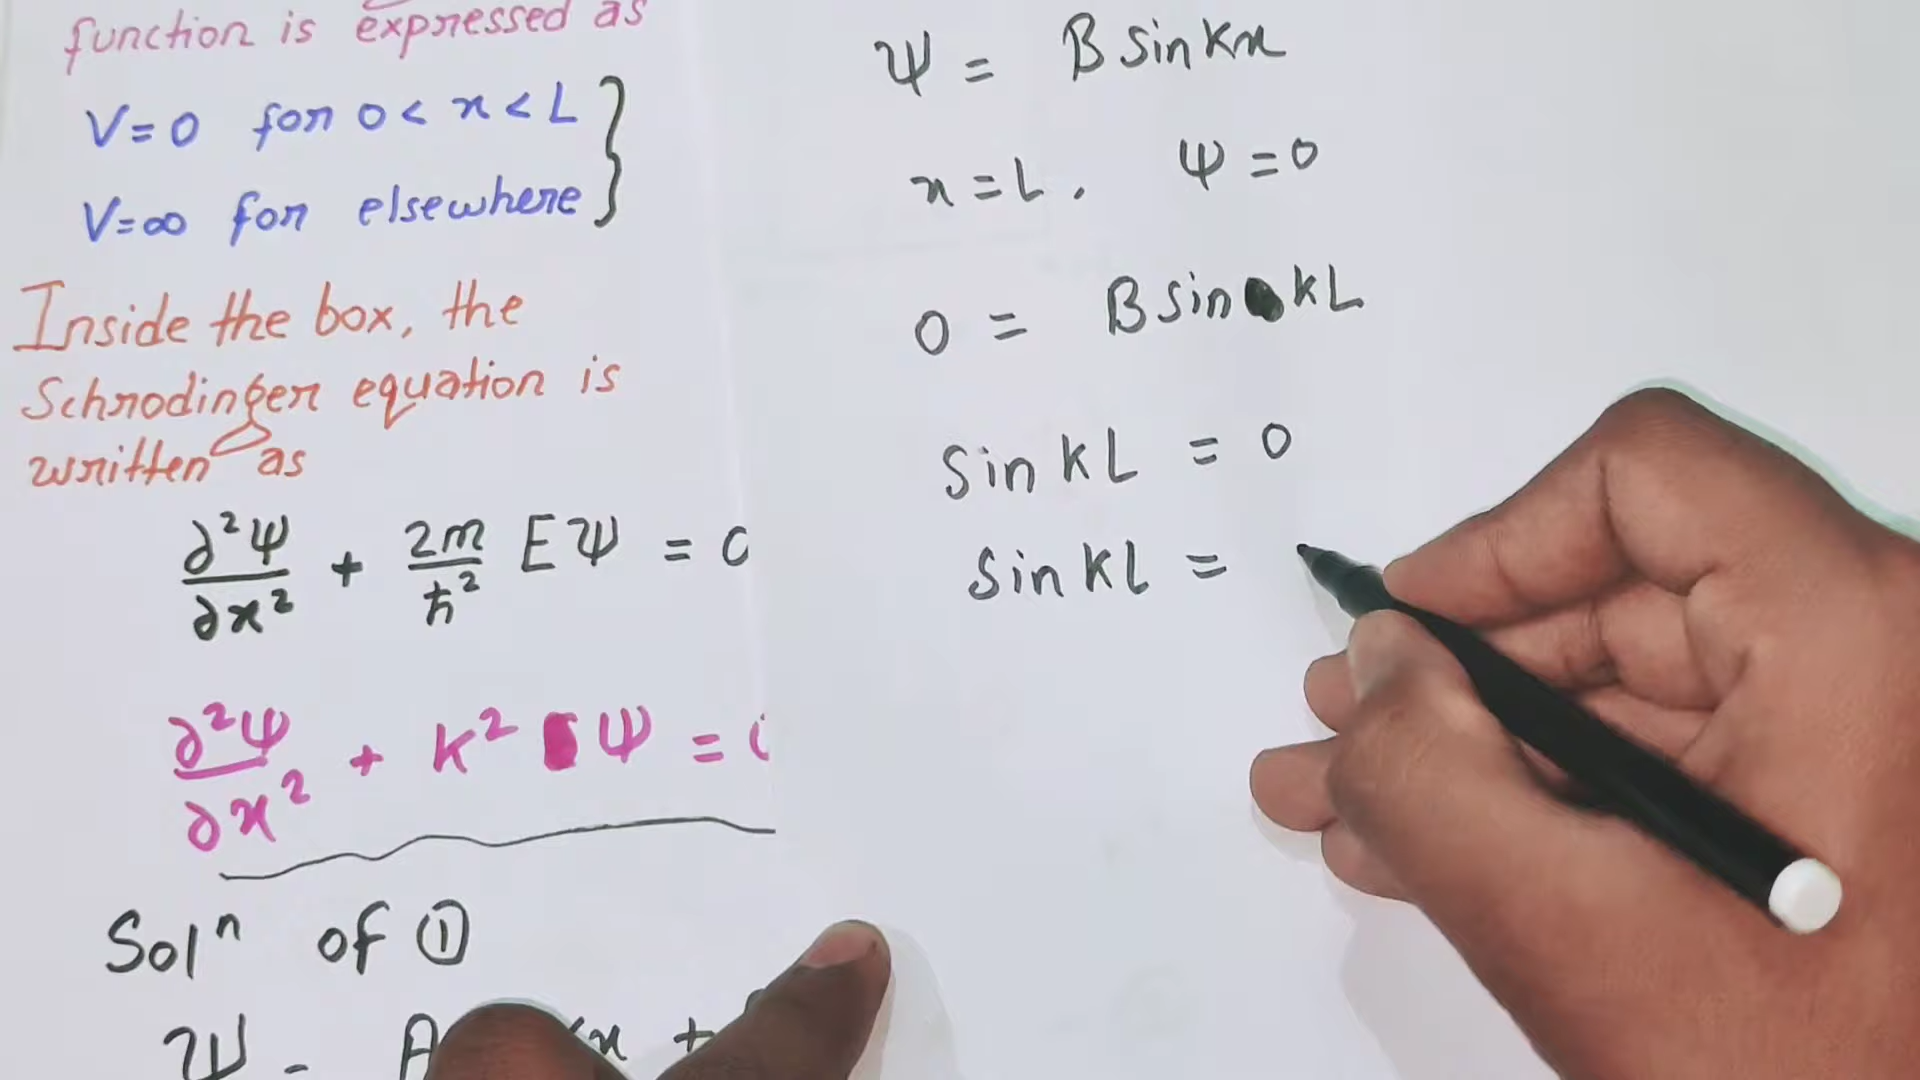 function is expressed as
V=0 for 0<x<L
V=∞ for elsewhere
Inside the box, the
Schrodinger equation is
written as
∂²Ψ/∂x² + 2m/ħ² EΨ = 0
∂²Ψ/∂x² + K² Ψ = 0
Solⁿ of ①
Ψ = A x +
Ψ = B sin kx
x = L, Ψ = 0
0 = B sin kL
sin kL = 0
sin kL =